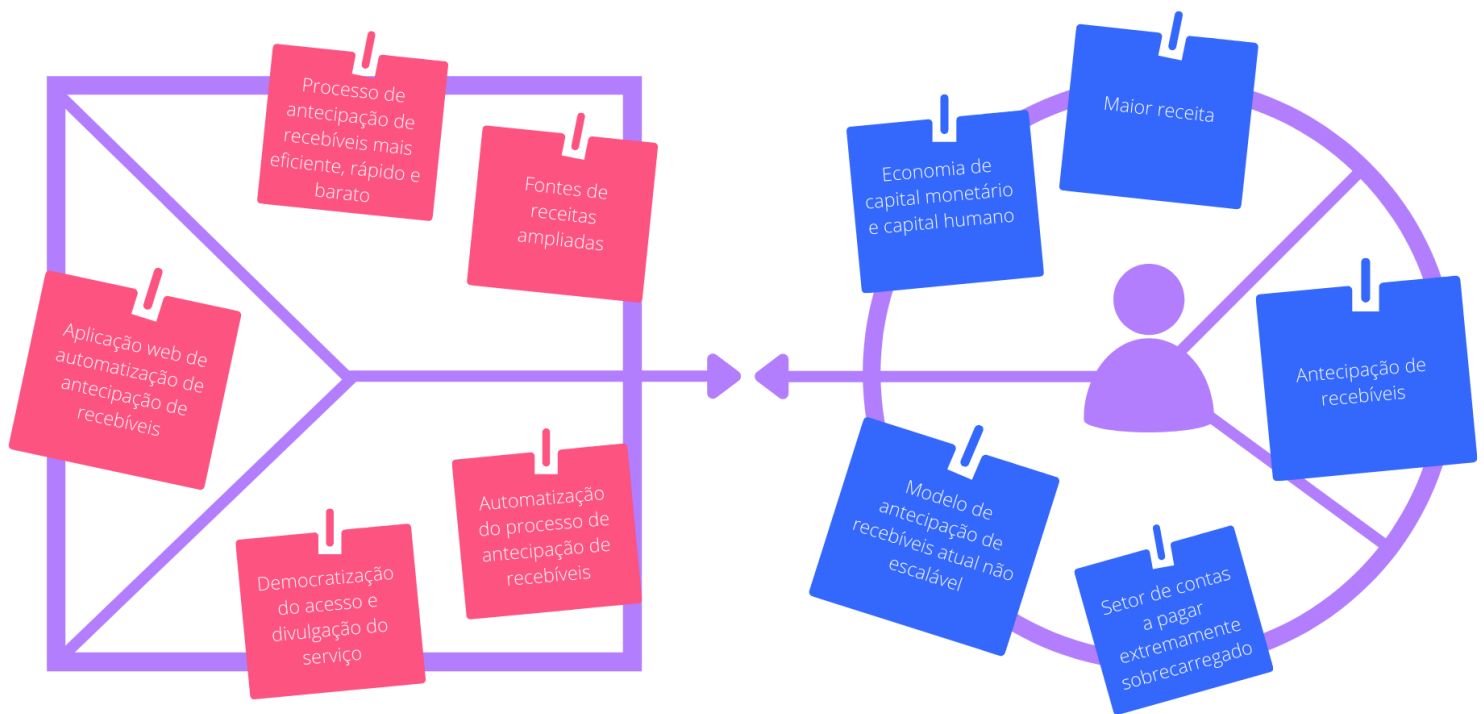 Processo de
antecipação de
recebíveis mais
eficiente, rápido e
barato
Fontes de
receitas
ampliadas
Aplicação web de
automatização de
antecipação de
recebíveis
Automatização
do processo de
antecipação de
recebíveis
Democratização
do acesso e
divulgação do
serviço
Maior receita
Economia de
capital monetário
e capital humano
Antecipação de
recebíveis
Modelo de
antecipação de
recebíveis atual não
escalável
Setor de contas
a pagar
extremamente
sobrecarregado